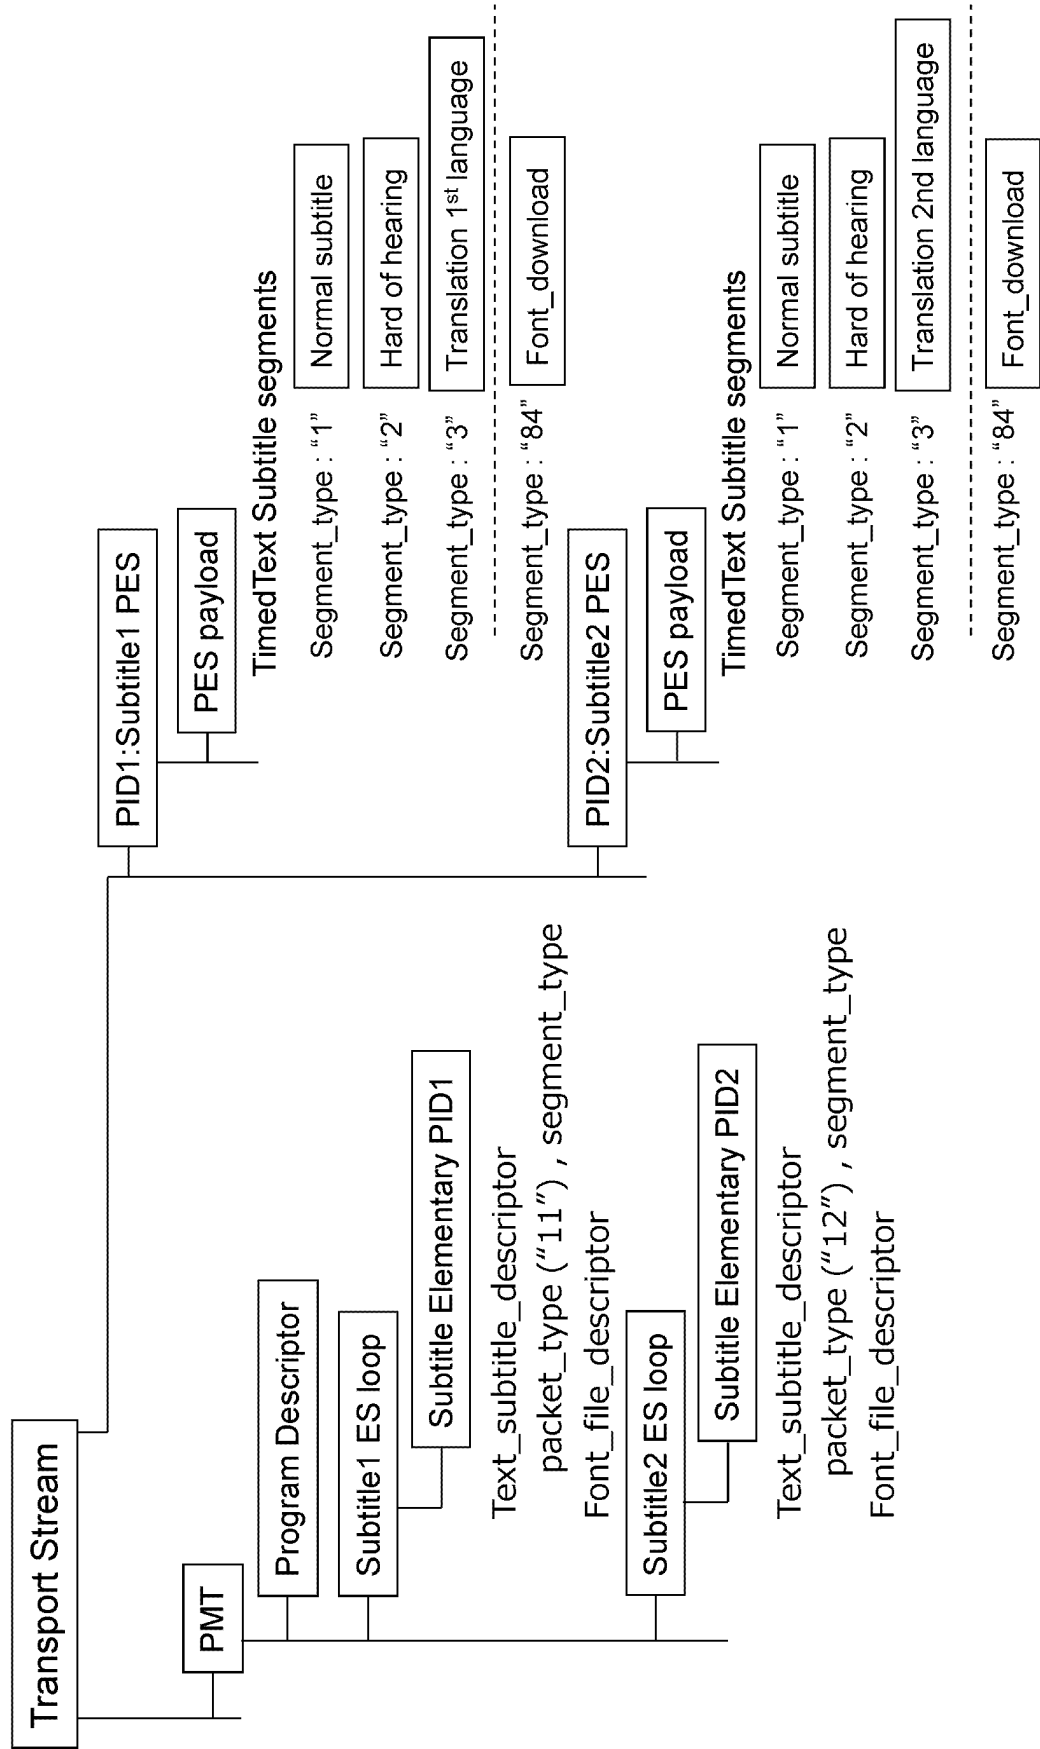 Transport Stream
PMT
Program Descriptor
Subtitle1 ES loop
Subtitle Elementary PID1
Text_subtitle_descriptor
packet_type (“11”) , segment_type
Font_file_descriptor
Subtitle2 ES loop
Subtitle Elementary PID2
Text_subtitle_descriptor
packet_type (“12”) , segment_type
Font_file_descriptor
PID1:Subtitle1 PES
PES payload
TimedText Subtitle segments
Segment_type : “1” Normal subtitle
Segment_type : “2” Hard of hearing
Segment_type : “3” Translation 1st language
Segment_type : “84” Font_download
PID2:Subtitle2 PES
PES payload
TimedText Subtitle segments
Segment_type : “1” Normal subtitle
Segment_type : “2” Hard of hearing
Segment_type : “3” Translation 2nd language
Segment_type : “84” Font_download